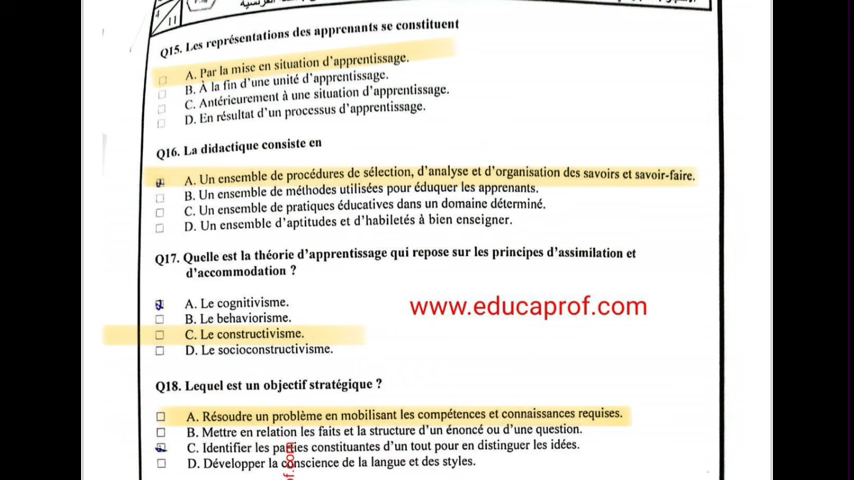 11
Q15. Les représentations des apprenants se constituent
A. Par la mise en situation d'apprentissage.
B. À la fin d'une unité d'apprentissage.
C. Antérieurement à une situation d'apprentissage.
D. En résultat d'un processus d'apprentissage.
Q16. La didactique consiste en
A. Un ensemble de procédures de sélection, d'analyse et d'organisation des savoirs et savoir-faire.
B. Un ensemble de méthodes utilisées pour éduquer les apprenants.
C. Un ensemble de pratiques éducatives dans un domaine déterminé.
D. Un ensemble d'aptitudes et d'habiletés à bien enseigner.
Q17. Quelle est la théorie d'apprentissage qui repose sur les principes d'assimilation et
d'accommodation ?
A. Le cognitivisme.
B. Le behaviorisme.
www.educaprof.com
C. Le constructivisme.
D. Le socioconstructivisme.
Q18. Lequel est un objectif stratégique ?
A. Résoudre un problème en mobilisant les compétences et connaissances requises.
B. Mettre en relation les faits et la structure d'un énoncé ou d'une question.
C. Identifier les parties constituantes d'un tout pour en distinguer les idées.
D. Développer la conscience de la langue et des styles.
of.com